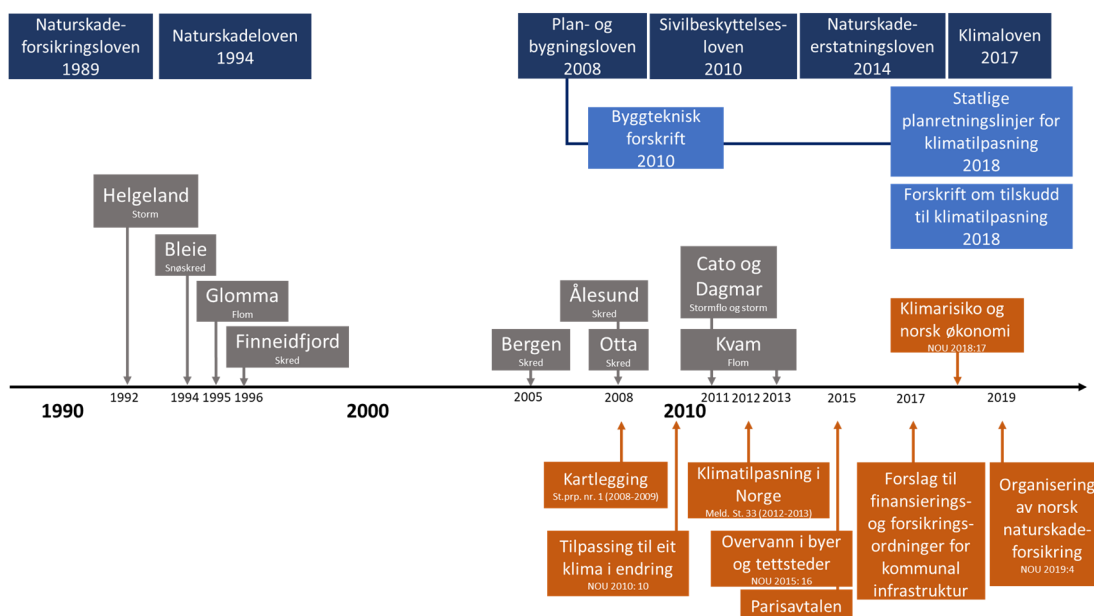 Naturskade-
forsikringsloven
1989
Naturskadeloven
1994
Plan- og
bygningsloven
2008
Sivilbeskyttelses-
loven
2010
Naturskade-
erstatningsloven
2014
Klimaloven
2017
Byggteknisk
forskrift
2010
Statlige
planretningslinjer for
klimatilpasning
2018
Forskrift om tilskudd
til klimatilpasning
2018
Helgeland
Storm
Bleie
Snøskred
Glomma
Flom
Finneidfjord
Skred
Bergen
Skred
Ålesund
Skred
Otta
Skred
Cato og
Dagmar
Stormflo og storm
Kvam
Flom
Klimarisiko og
norsk økonomi
NOU 2018:17
1990
1992
1994
1995
1996
2000
2005
2008
2010
2011
2012
2013
2015
2017
2019
Kartlegging
St.prp. nr. 1 (2008-2009)
Tilpassing til eit
klima i endring
NOU 2010: 10
Klimatilpasning i
Norge
Meld. St. 33 (2012-2013)
Overvann i byer
og tettsteder
NOU 2015: 16
Parisavtalen
Forslag til
finansierings-
og forsikrings-
ordninger for
kommunal
infrastruktur
Organisering
av norsk
naturskade-
forsikring
NOU 2019:4